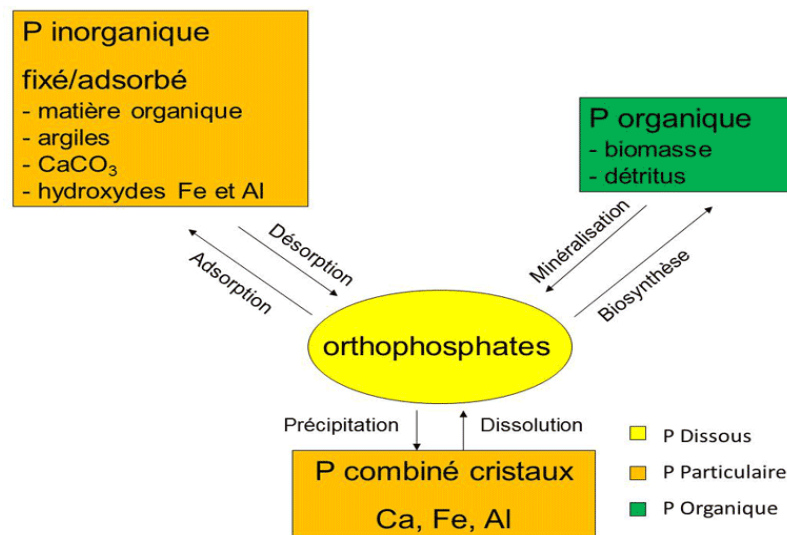 P inorganique
fixé/adsorbé
- matière organique
- argiles
- CaCO₃
- hydroxydes Fe et Al
P organique
- biomasse
- détritus
Désorption
Adsorption
Minéralisation
Biosynthèse
orthophosphates
Précipitation
Dissolution
P combiné cristaux
Ca, Fe, Al
P Dissous
P Particulaire
P Organique